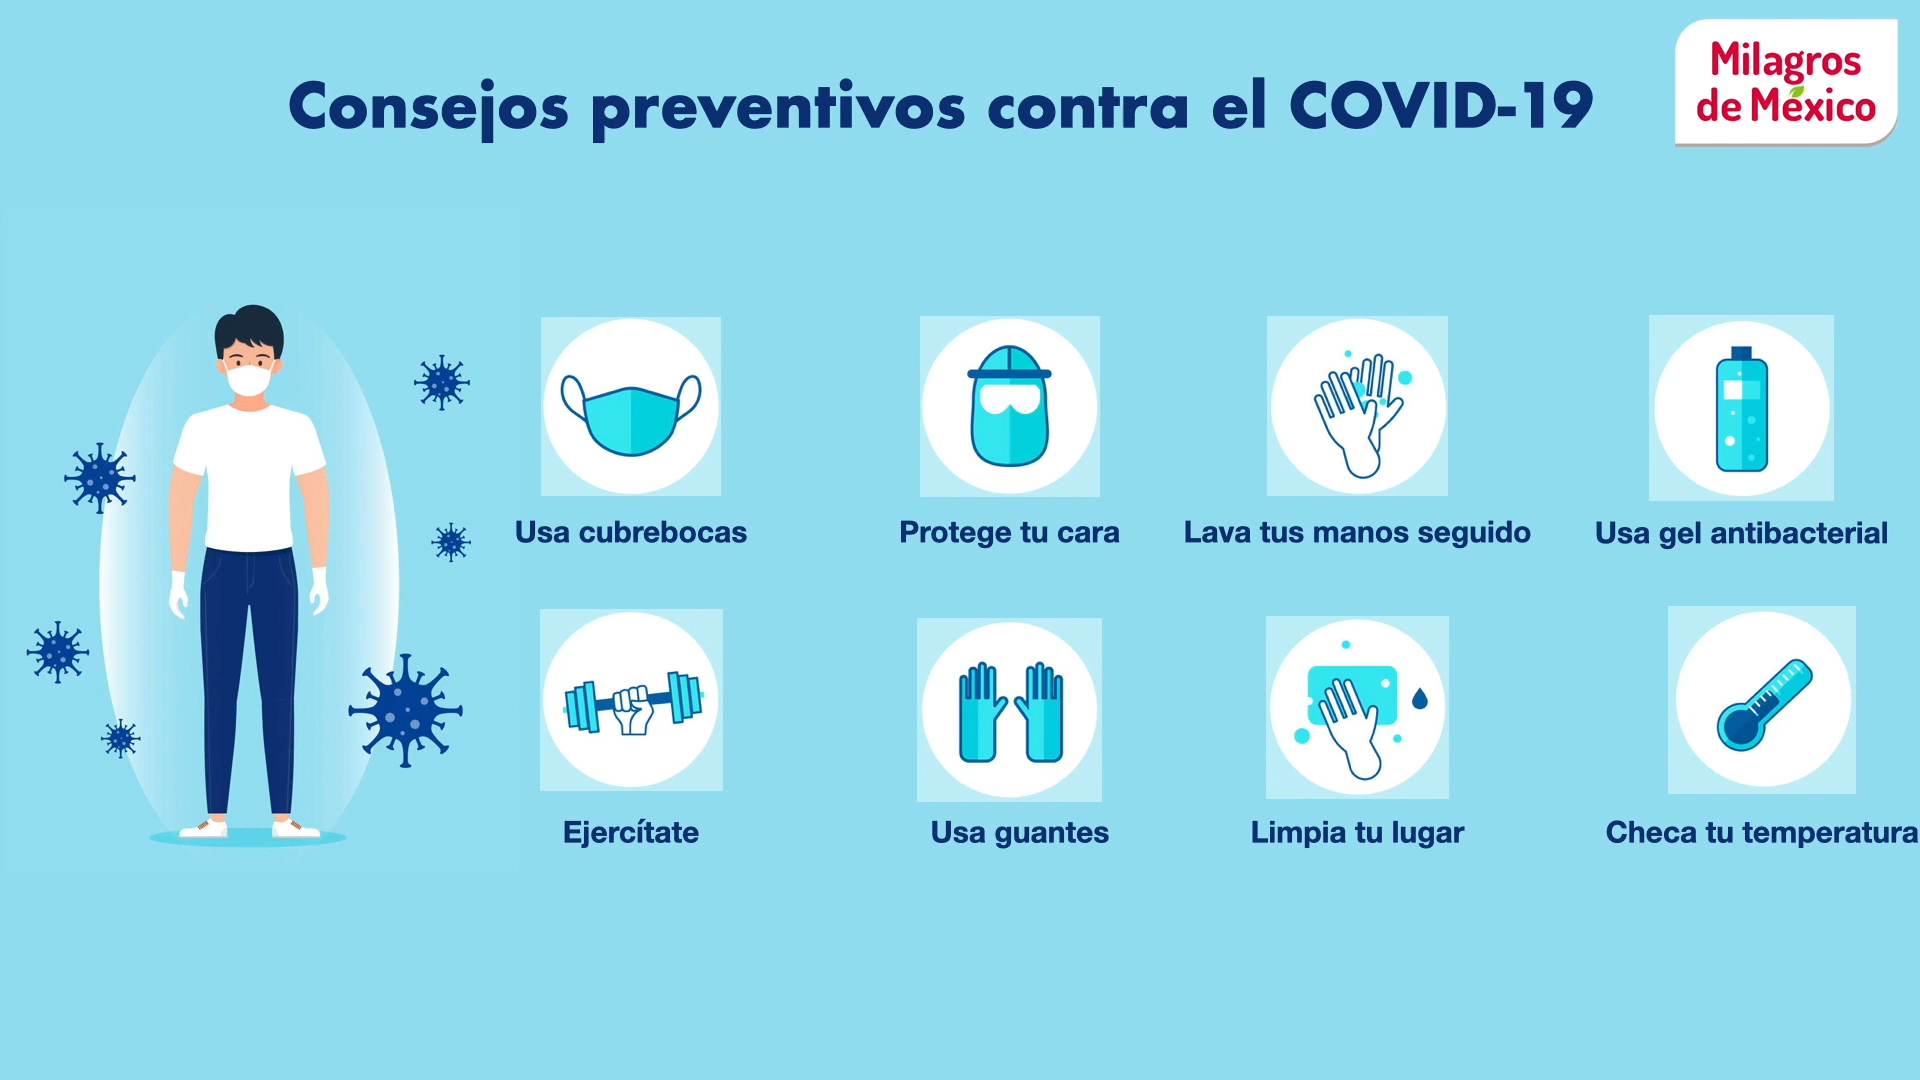 Consejos preventivos contra el COVID-19
Milagros
de México
Usa cubrebocas
Protege tu cara
Lava tus manos seguido
Usa gel antibacterial
Ejercítate
Usa guantes
Limpia tu lugar
Checa tu temperatura